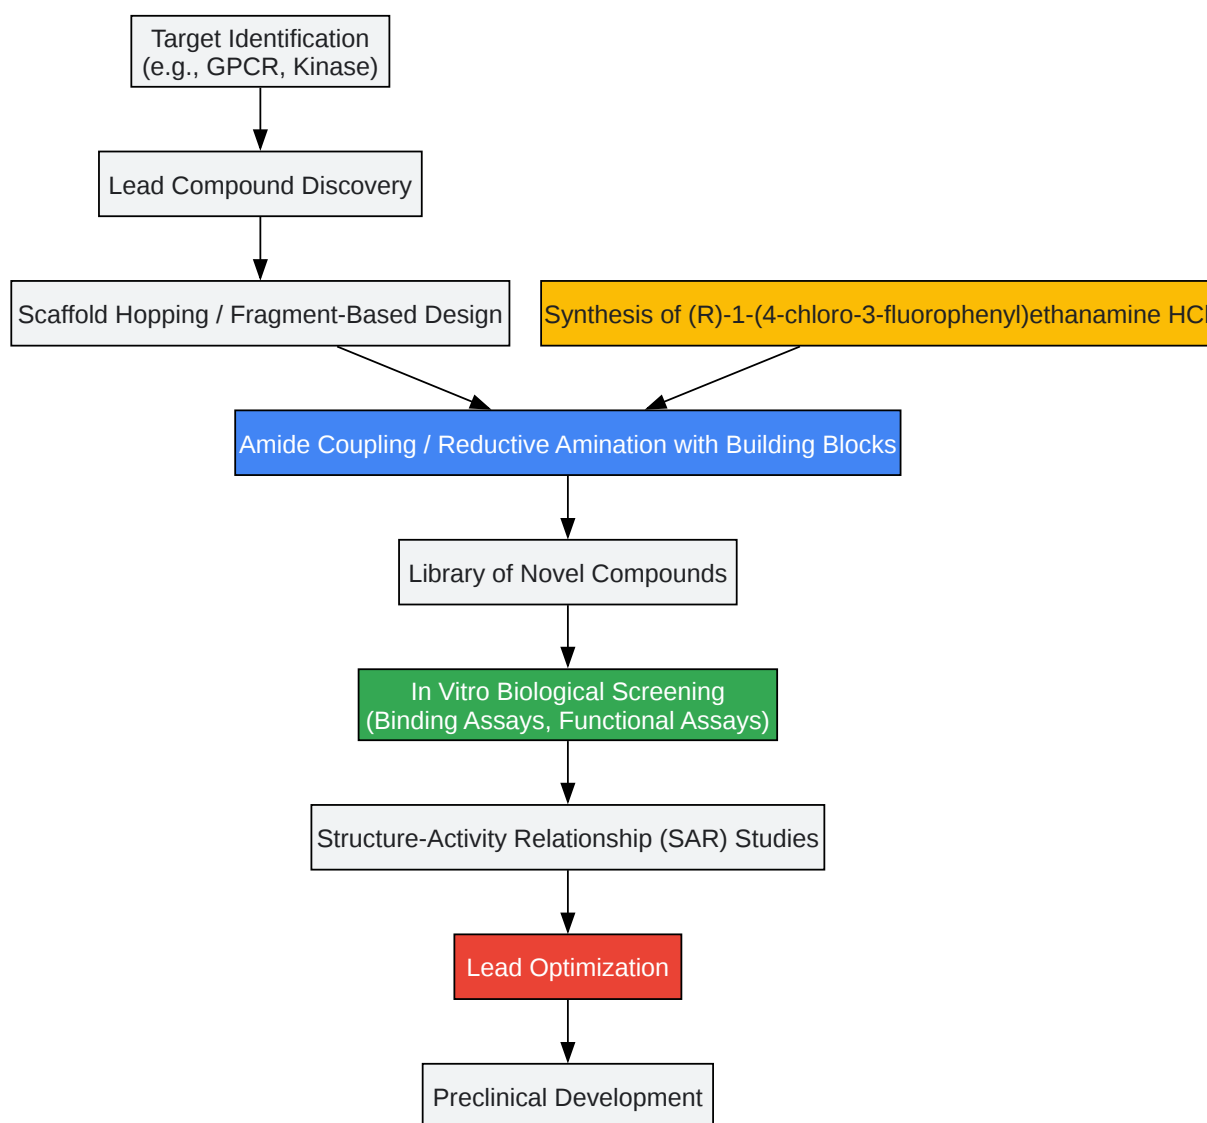 Target Identification
(e.g., GPCR, Kinase)
Lead Compound Discovery
Scaffold Hopping / Fragment-Based Design
Synthesis of (R)-1-(4-chloro-3-fluorophenyl)ethanamine HCl
Amide Coupling / Reductive Amination with Building Blocks
Library of Novel Compounds
In Vitro Biological Screening
(Binding Assays, Functional Assays)
Structure-Activity Relationship (SAR) Studies
Lead Optimization
Preclinical Development